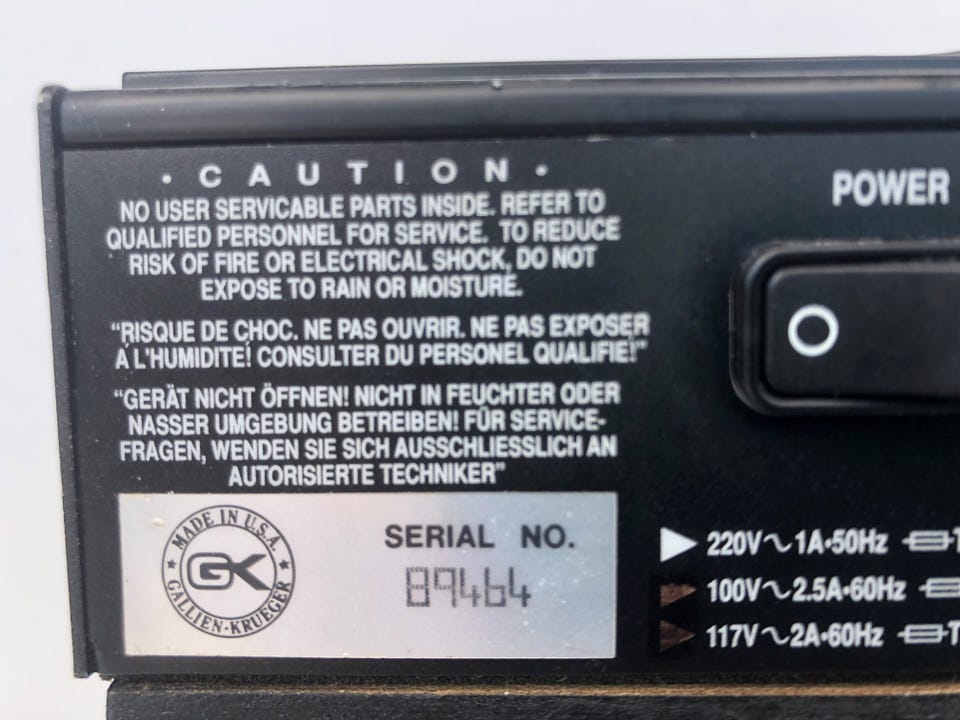 · CAUTION ·
NO USER SERVICABLE PARTS INSIDE. REFER TO
QUALIFIED PERSONNEL FOR SERVICE. TO REDUCE
RISK OF FIRE OR ELECTRICAL SHOCK, DO NOT
EXPOSE TO RAIN OR MOISTURE.
"RISQUE DE CHOC. NE PAS OUVRIR. NE PAS EXPOSER
A L'HUMIDITE! CONSULTER DU PERSONEL QUALIFIE!"
"GERÄT NICHT ÖFFNEN! NICHT IN FEUCHTER ODER
NASSER UMGEBUNG BETREIBEN! FÜR SERVICE-
FRAGEN, WENDEN SIE SICH AUSSCHLIESSLICH AN
AUTORISIERTE TECHNIKER"
MADE IN U.S.A.
GK
GALLIEN-KRUEGER
SERIAL NO.
89464
POWER
O
220V~1A·50Hz T
100V~2.5A·60Hz
117V~2A·60Hz T